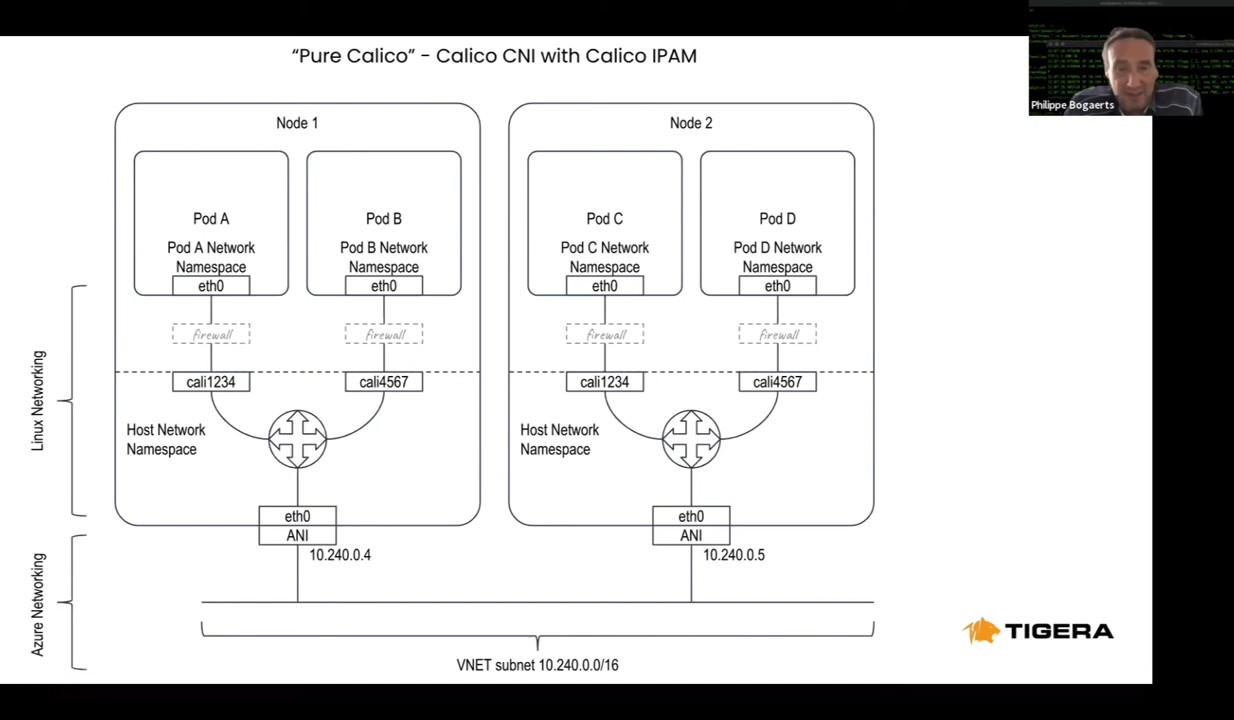 “Pure Calico” - Calico CNI with Calico IPAM
Philippe Bogaerts
Node 1
Node 2
Pod A
Pod A Network
Namespace
eth0
Pod B
Pod B Network
Namespace
eth0
Pod C
Pod C Network
Namespace
eth0
Pod D
Pod D Network
Namespace
eth0
firewall
firewall
firewall
firewall
cali1234
cali4567
cali1234
cali4567
Linux Networking
Host Network
Namespace
Host Network
Namespace
eth0
ANI
10.240.0.4
eth0
ANI
10.240.0.5
Azure Networking
VNET subnet 10.240.0.0/16
TIGERA